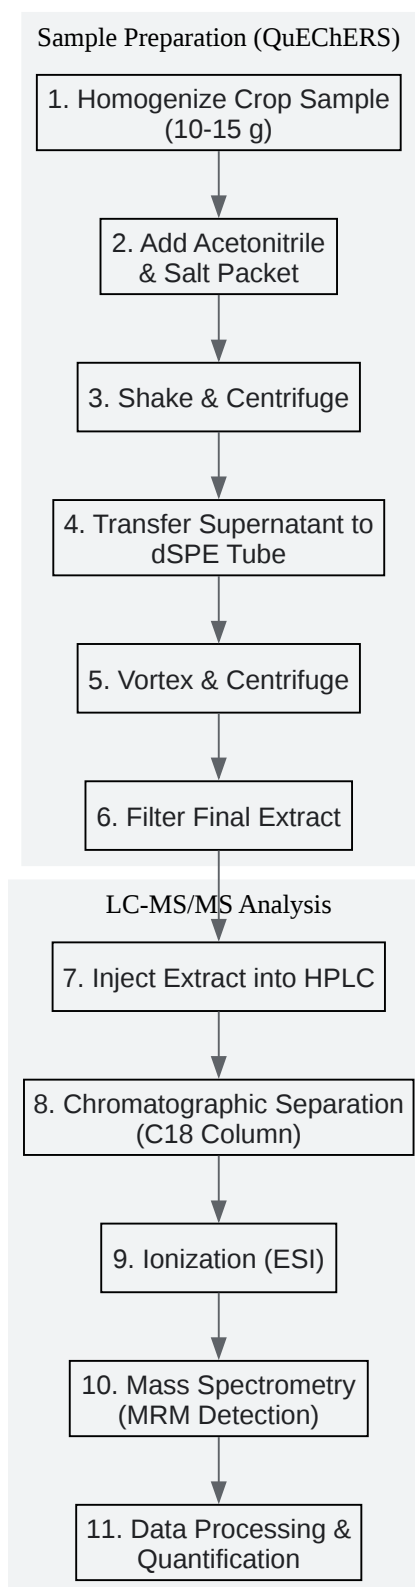 Sample Preparation (QuEChERS)
1. Homogenize Crop Sample
(10-15 g)
2. Add Acetonitrile
& Salt Packet
3. Shake & Centrifuge
4. Transfer Supernatant to
dSPE Tube
5. Vortex & Centrifuge
6. Filter Final Extract
LC-MS/MS Analysis
7. Inject Extract into HPLC
8. Chromatographic Separation
(C18 Column)
9. Ionization (ESI)
10. Mass Spectrometry
(MRM Detection)
11. Data Processing &
Quantification